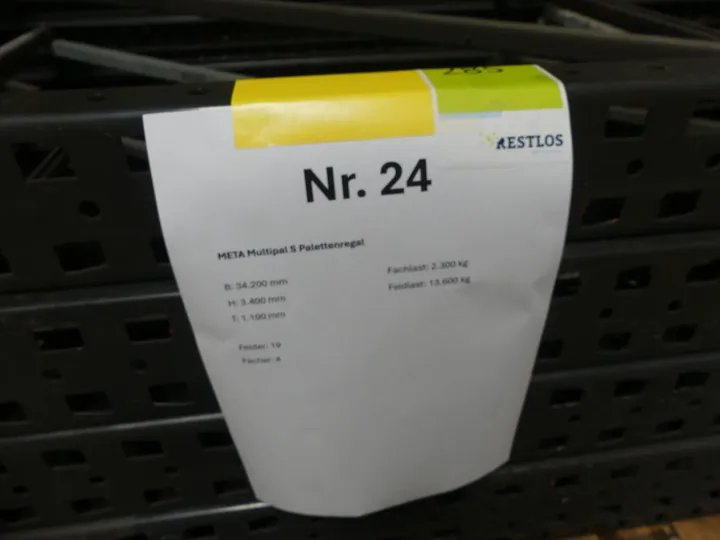 RESTLOS
Nr. 24
META Multipal S Palettenregal
B: 34.200 mm
H: 3.400 mm
T: 1.100 mm
Fachlast: 2.300 kg
Feldlast: 13.600 kg
Felder: 19
Fächer: 4